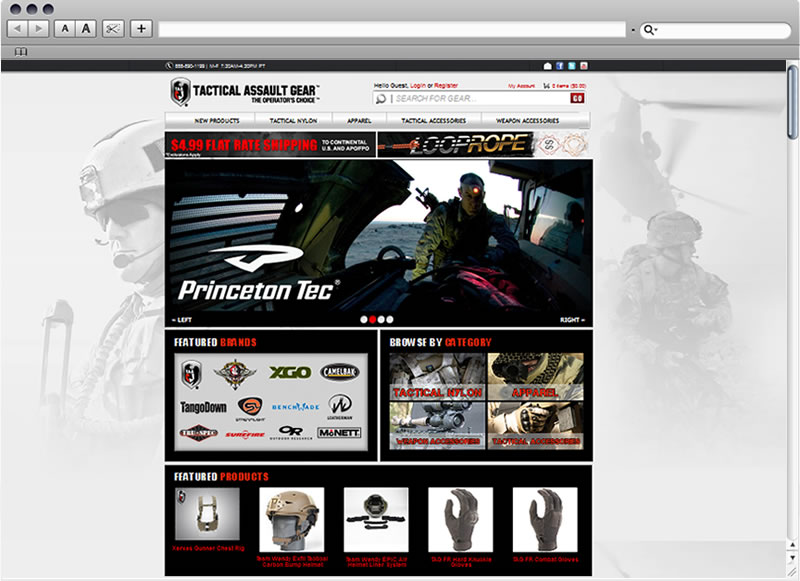 A A
888-890-1199 | M-F 7:30AM-4:30PM PT
TACTICAL ASSAULT GEAR™
THE OPERATOR'S CHOICE™
Hello Guest, Login or Register
My Account 0 items ($0.00)
SEARCH FOR GEAR... GO
NEW PRODUCTS TACTICAL NYLON APPAREL TACTICAL ACCESSORIES WEAPON ACCESSORIES
$4.99 FLAT RATE SHIPPING TO CONTINENTAL
U.S. AND APO/FPO
*Exclusions Apply
LOOPROPE
Princeton Tec®
« LEFT RIGHT »
FEATURED BRANDS
XGO CAMELBAK
TangoDown STREAMLIGHT BENCHMADE LEATHERMAN
TRU-SPEC SUREFIRE OR OUTDOOR RESEARCH McNETT
BROWSE BY CATEGORY
TACTICAL NYLON APPAREL
WEAPON ACCESSORIES TACTICAL ACCESSORIES
FEATURED PRODUCTS
Gunner Chest Rig
Team Wendy Exfil Tactical
Carbon Bump Helmet
Team Wendy EPIC Air
Helmet Liner System
FR Hard Knuckle
Gloves
FR Combat Gloves